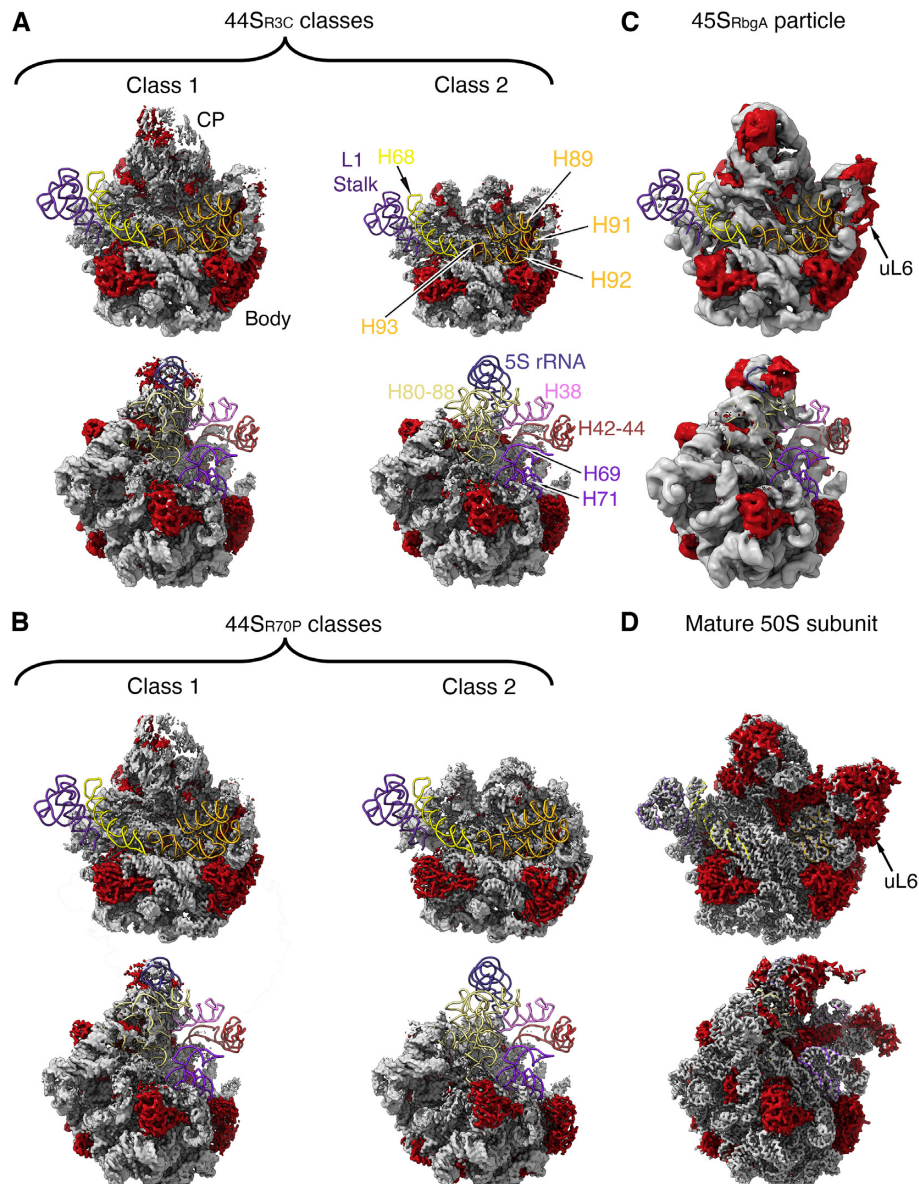 A
44SR3C classes
C
45SRbgA particle
Class 1
Class 2
CP
L1
Stalk
H68
H89
H91
H92
H93
uL6
Body
5S rRNA
H80-88
H38
H42-44
H69
H71
B
44SR70P classes
D
Mature 50S subunit
Class 1
Class 2
uL6